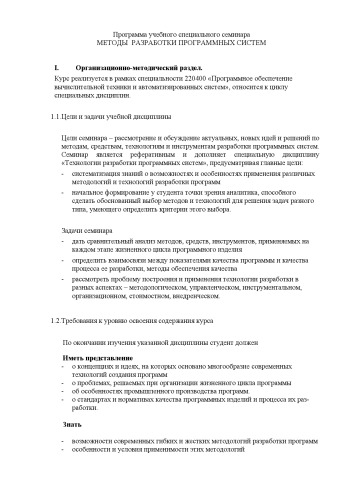 Программа учебного специального семинара
МЕТОДЫ РАЗРАБОТКИ ПРОГРАММНЫХ СИСТЕМ
I. Организационно-методический раздел.
Курс реализуется в рамках специальности 220400 «Программное обеспечение
вычислительной техники и автоматизированных систем», относится к циклу
специальных дисциплин.
1.1.Цели и задачи учебной дисциплины
Цели семинара – рассмотрение и обсуждение актуальных, новых идей и решений по
методам, средствам, технологиям и инструментам разработки программных систем.
Семинар является реферативным и дополняет специальную дисциплину
«Технологии разработки программных систем», предусматривая главные цели:
- систематизация знаний о возможностях и особенностях применения различных
методологий и технологий разработки программ
- начальное формирование у студента точки зрения аналитика, способного
сделать обоснованный выбор методов и технологий для решения задач разного
типа, умеющего определить критерии этого выбора.
Задачи семинара
- дать сравнительный анализ методов, средств, инструментов, применяемых на
каждом этапе жизненного цикла программного изделия
- определить взаимосвязи между показателями качества программы и качества
процесса ее разработки, методы обеспечения качества
- рассмотреть проблему построения и применения технологии разработки в
разных аспектах – методологическом, управленческом, инструментальном,
организационном, стоимостном, внедренческом.
1.2.Требования к уровню освоения содержания курса
По окончании изучения указанной дисциплины студент должен
Иметь представление
- о концепциях и идеях, на которых основано многообразие современных
технологий создания программ
- о проблемах, решаемых при организации жизненного цикла программы
- об особенностях промышленного производства программ.
- о стандартах и нормативах качества программных изделий и процесса их раз-
работки.
Знать
- возможности современных гибких и жестких методологий разработки программ
- особенности и условия применимости этих методологий